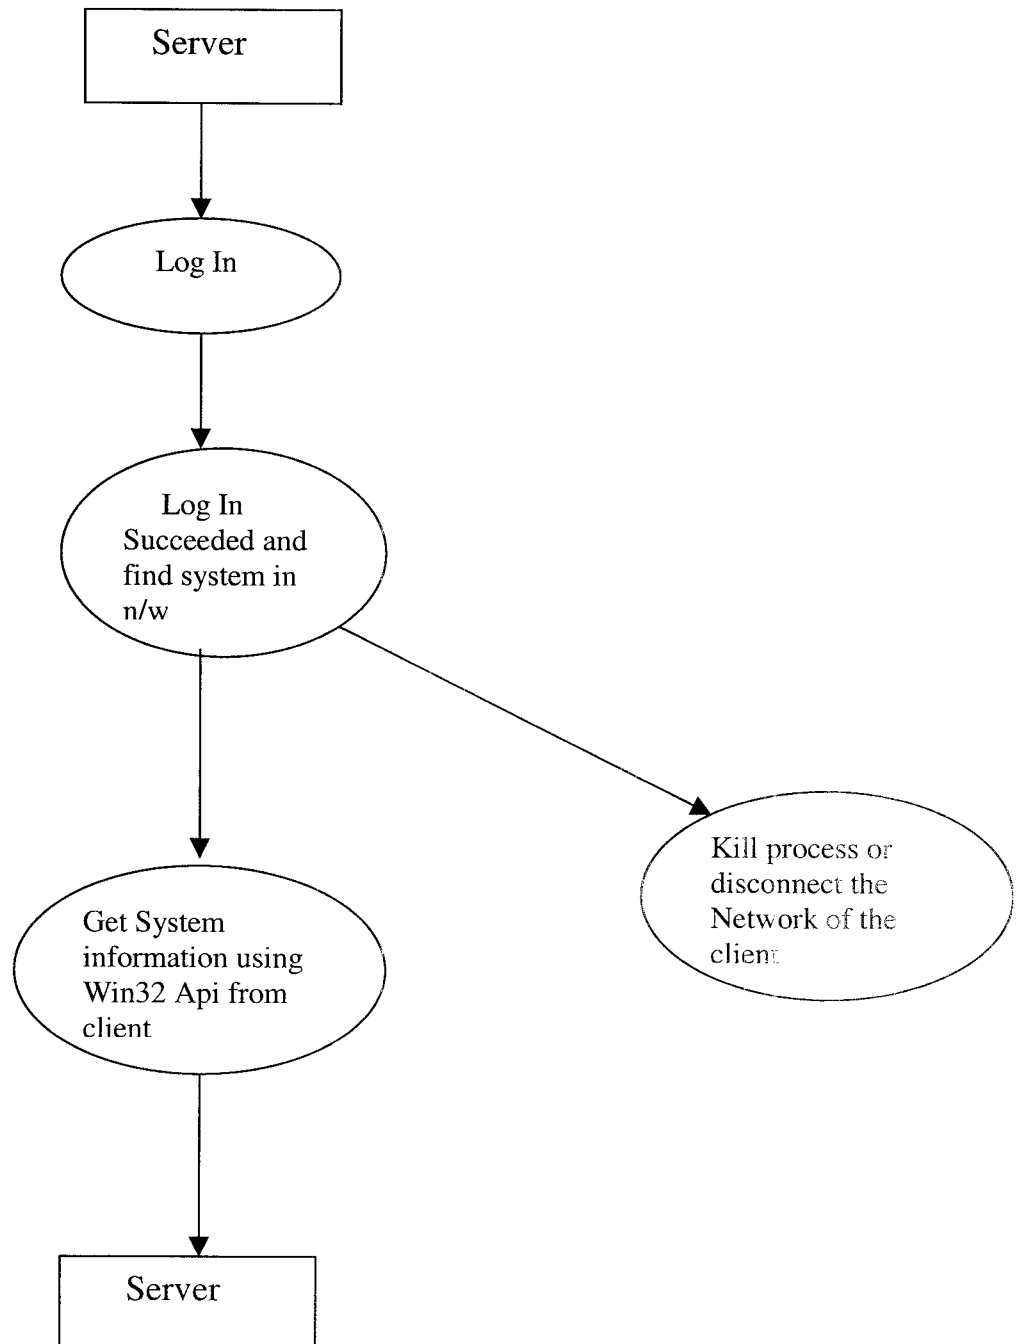 Server
Log In
Log In
Succeeded and
find system in
n/w
Kill process or
disconnect the
Network of the
client
Get System
information using
Win32 Api from
client
Server